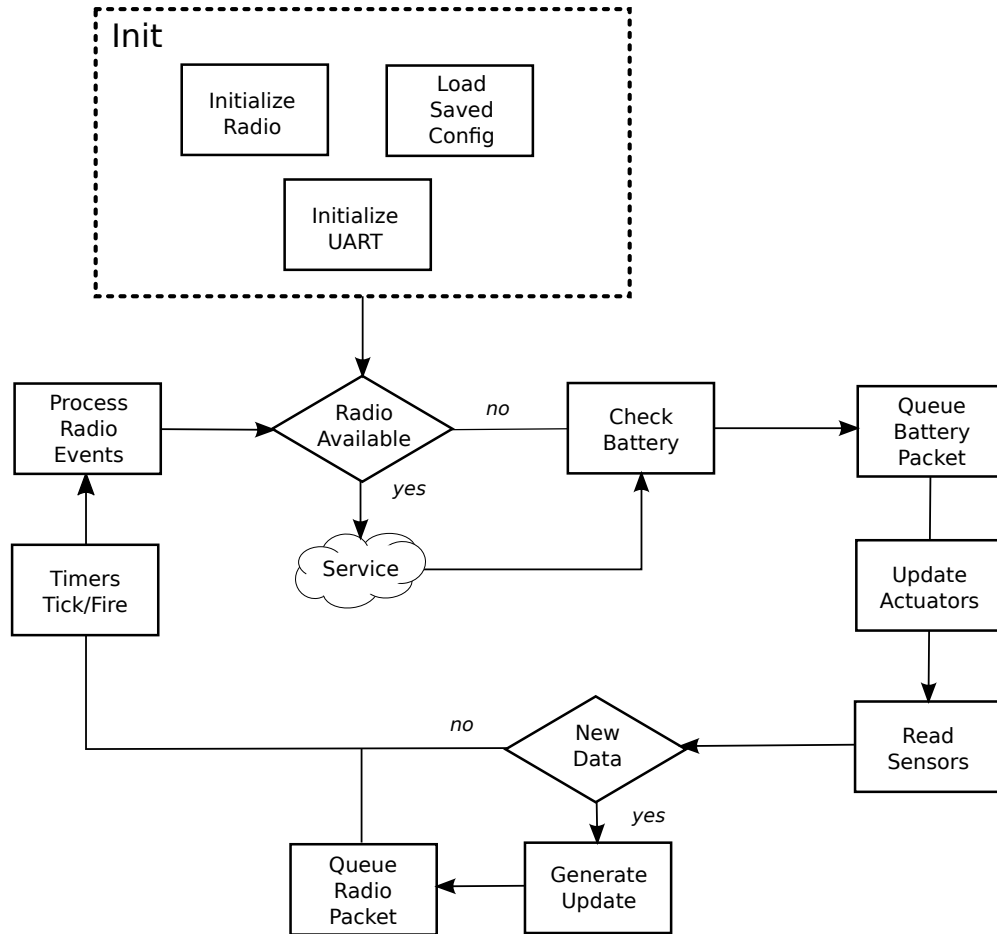 Init
Initialize
Radio
Load
Saved
Config
Initialize
UART
Process
Radio
Events
Radio
Available
no
Check
Battery
Queue
Battery
Packet
yes
Service
Timers
Tick/Fire
Update
Actuators
no
New
Data
Read
Sensors
yes
Queue
Radio
Packet
Generate
Update